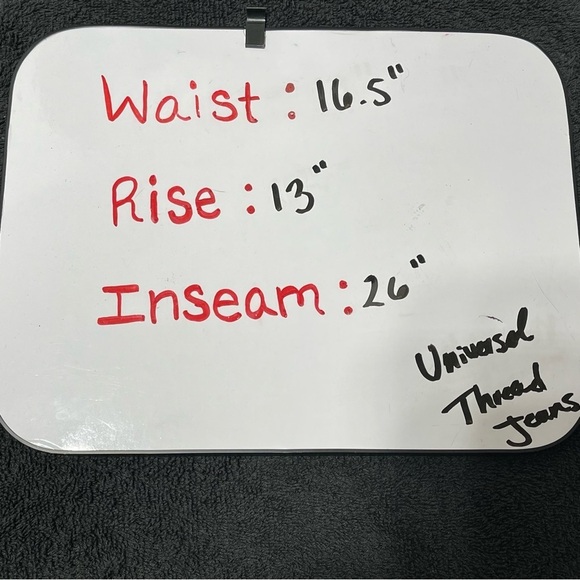 Waist : 16.5"
Rise : 13"
Inseam : 26"
Universal
Thread
Jeans